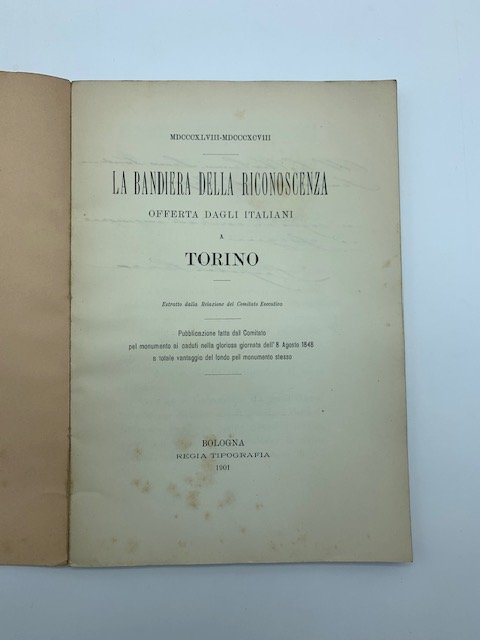 MDCCCXLVIII-MDCCCXCVIII
LA BANDIERA DELLA RICONOSCENZA
OFFERTA DAGLI ITALIANI
A
TORINO
Estratto dalla Relazione del Comitato Esecutivo
Pubblicazione fatta dal Comitato
pel monumento ai caduti nella gloriosa giornata dell' 8 Agosto 1848
a totale vantaggio del fondo pel monumento stesso
BOLOGNA
REGIA TIPOGRAFIA
1901